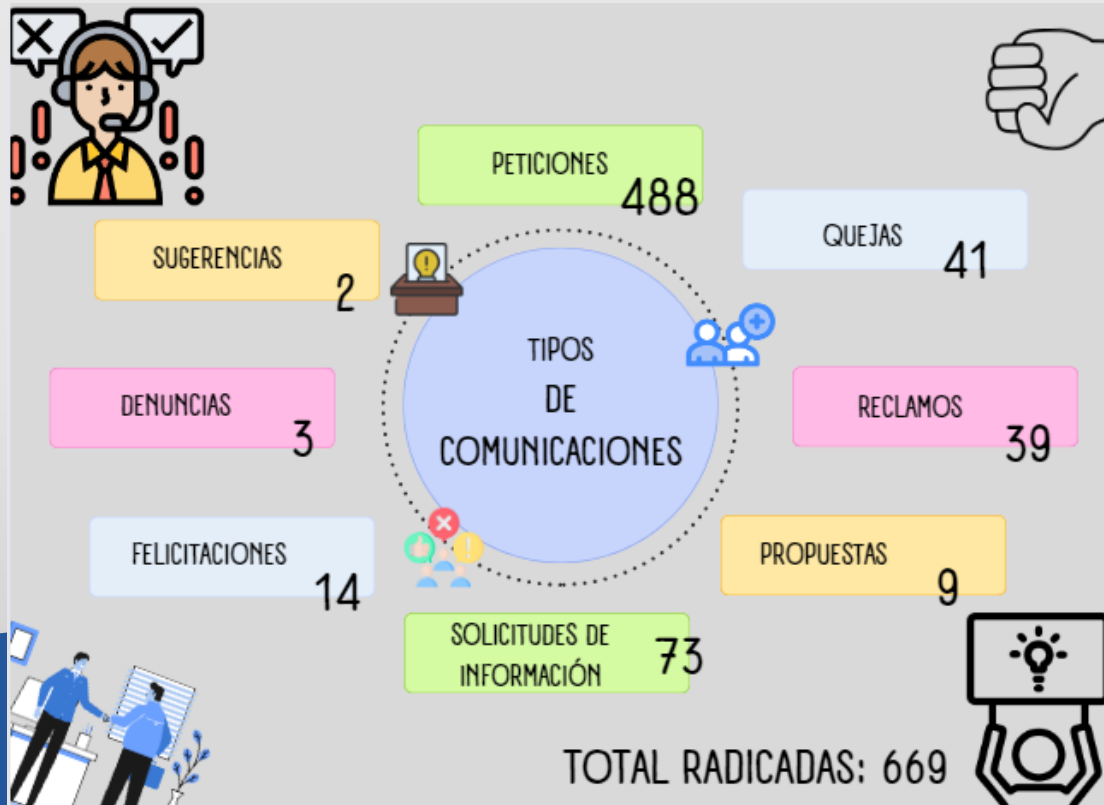 PETICIONES
488
QUEJAS
41
SUGERENCIAS
2
TIPOS
DE
COMUNICACIONES
DENUNCIAS
3
RECLAMOS
39
FELICITACIONES
14
PROPUESTAS
9
SOLICITUDES DE
INFORMACIÓN
73
TOTAL RADICADAS: 669